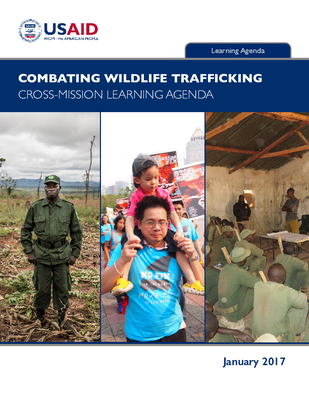 USAID
FROM THE AMERICAN PEOPLE
Learning Agenda
COMBATING WILDLIFE TRAFFICKING
CROSS-MISSION LEARNING AGENDA
January 2017